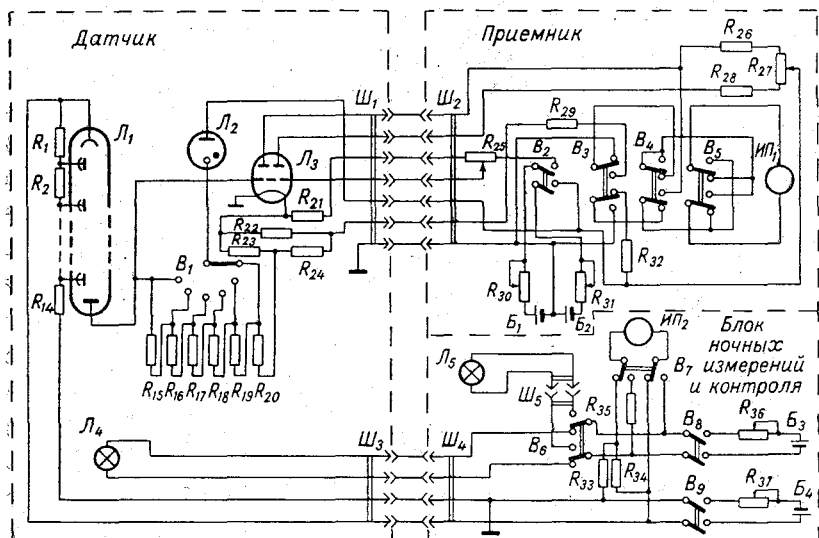 Датчик
Приемник
R26
R27
R28
Ш1
Ш2
R29
R1
Л1
Л2
Л3
R25
В2
В3
В4
В5
ИП1
R2
R21
R22
R23
R24
R32
В1
R14
R30
R31
Б1
Б2
R15
R16
R17
R18
R19
R20
ИП2
Блок
ночных
измерений
и контроля
Л5
В7
Ш5
R35
Л4
Ш3
Ш4
В6
В8
R36
Б3
R33
R34
В9
R37
Б4